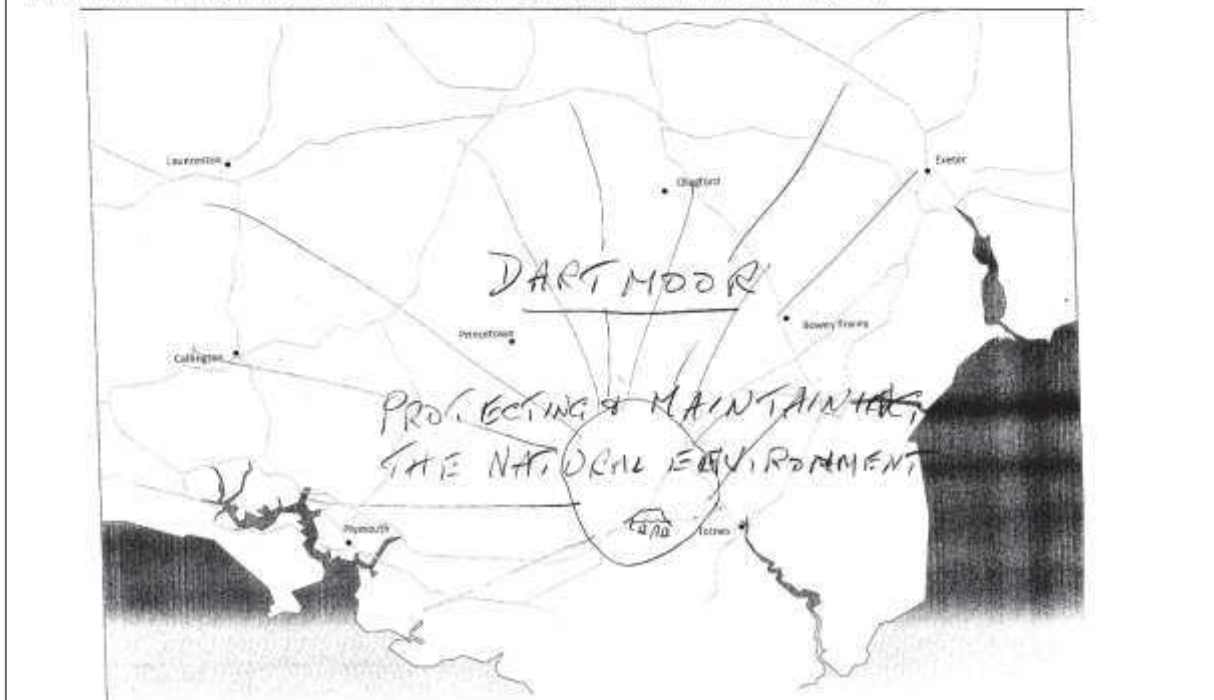 Launceston
Exeter
Chagford
DARTMOOR
Princetown
Bovey Tracey
Callington
PROTECTING & MAINTAINING
THE NATURAL ENVIRONMENT
Plymouth
Totnes